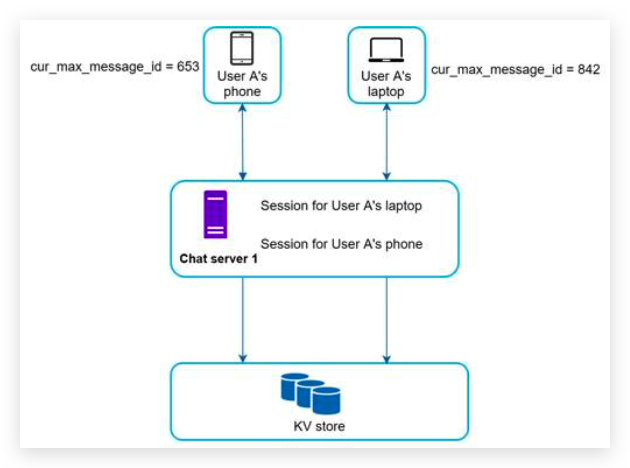 cur_max_message_id = 653
User A's
phone
User A's
laptop
cur_max_message_id = 842
Session for User A's laptop
Session for User A's phone
Chat server 1
KV store